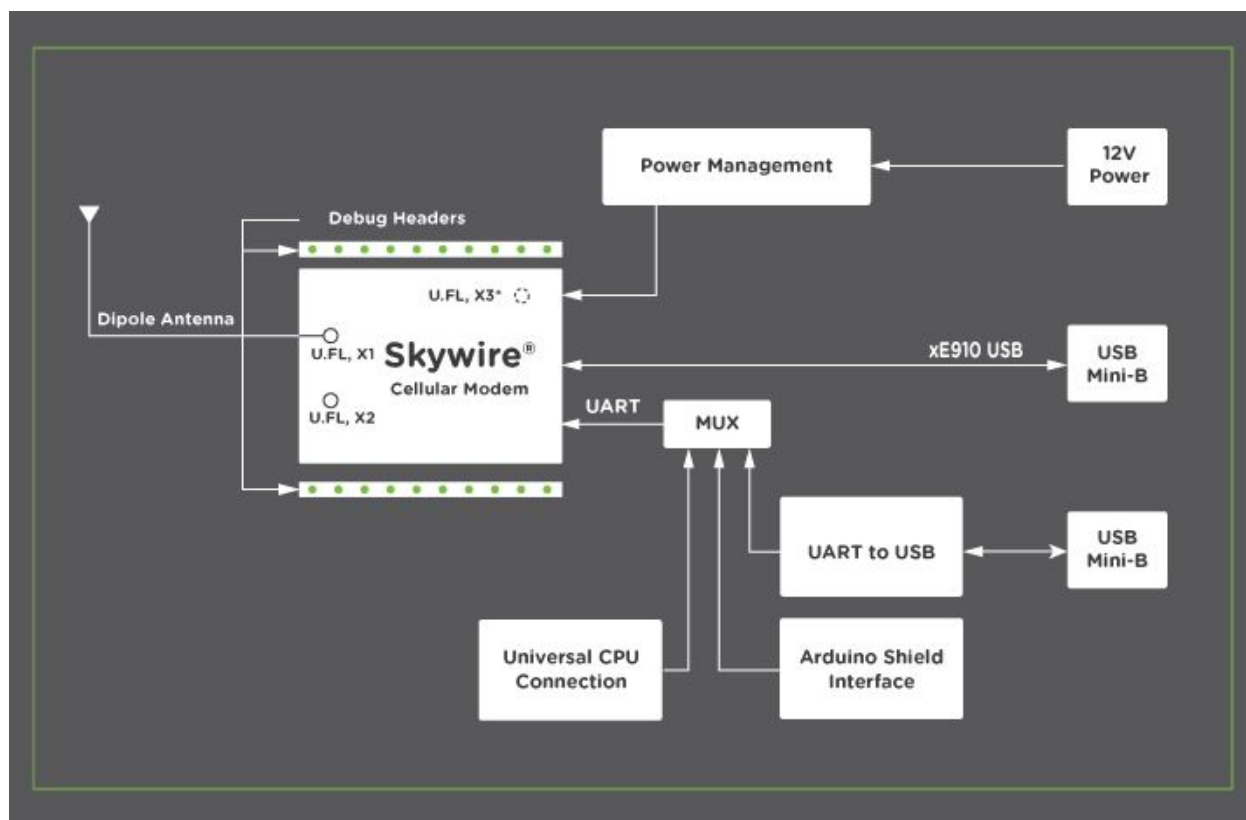 12V
Power
Power Management
Debug Headers
U.FL, X3*
Dipole Antenna
U.FL, X1
Skywire®
Cellular Modem
U.FL, X2
xE910 USB
USB
Mini-B
UART
MUX
UART to USB
USB
Mini-B
Universal CPU
Connection
Arduino Shield
Interface